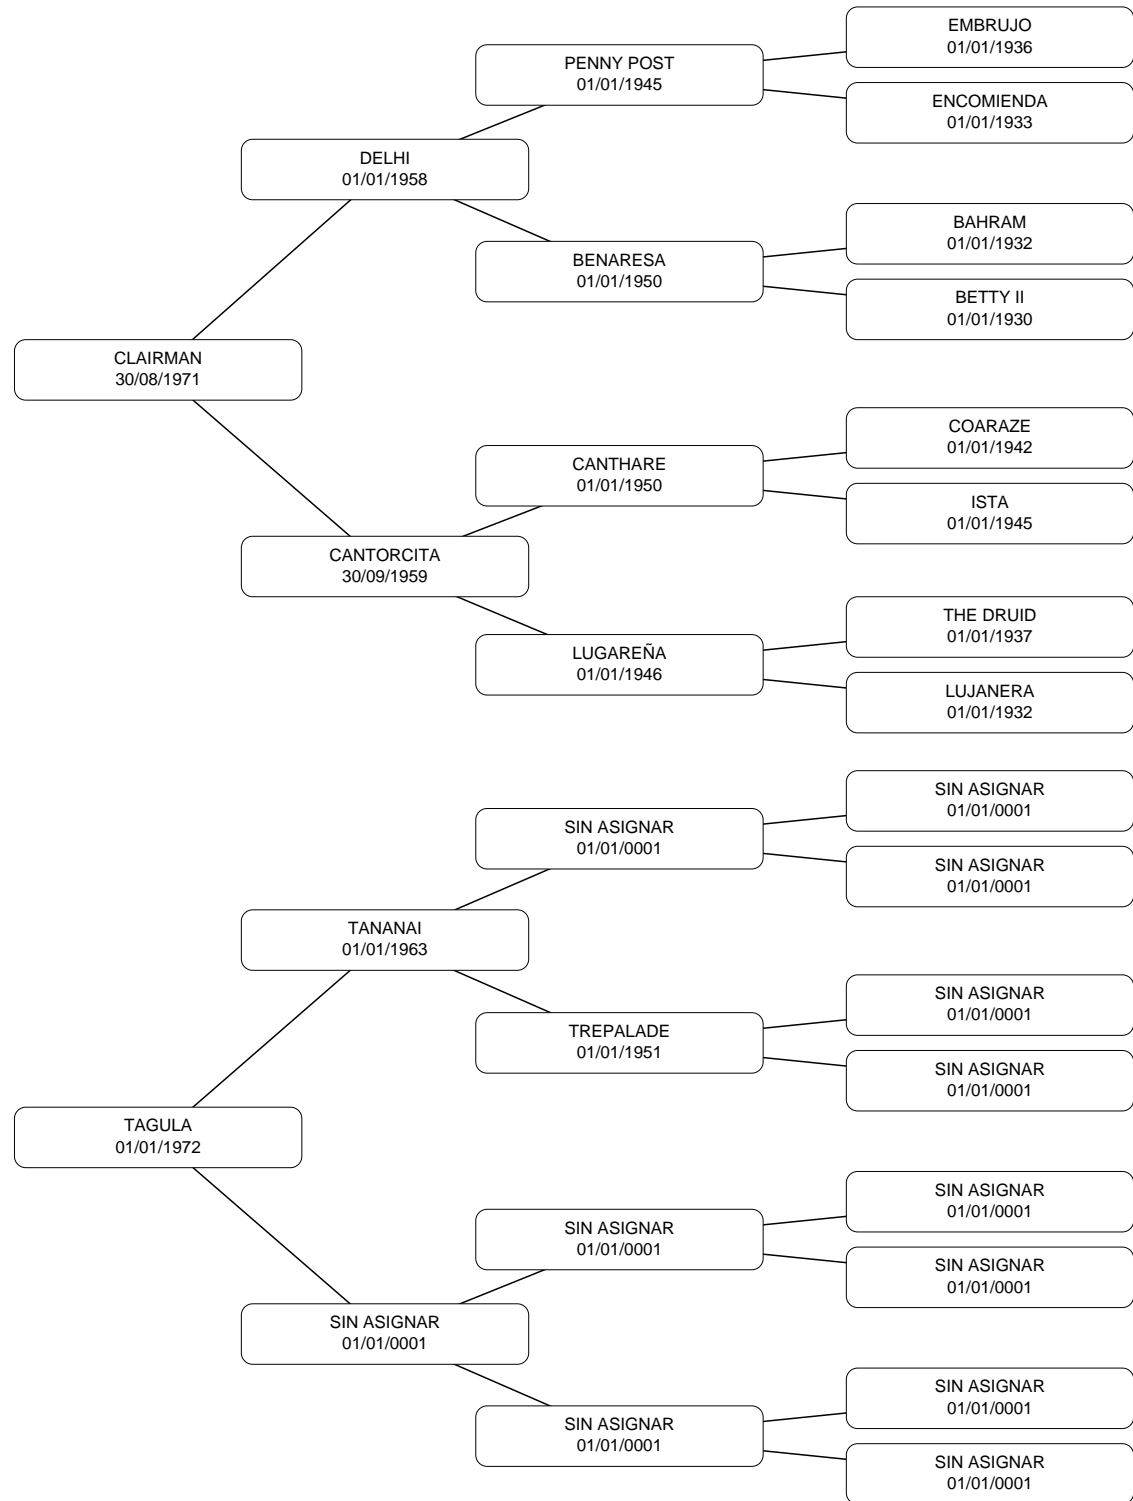 EMBRUJO
01/01/1936
PENNY POST
01/01/1945
ENCOMIENDA
01/01/1933
DELHI
01/01/1958
BAHRAM
01/01/1932
BENARESA
01/01/1950
BETTY II
01/01/1930
CLAIRMAN
30/08/1971
COARAZE
01/01/1942
CANTHARE
01/01/1950
ISTA
01/01/1945
CANTORCITA
30/09/1959
THE DRUID
01/01/1937
LUGAREÑA
01/01/1946
LUJANERA
01/01/1932
SIN ASIGNAR
01/01/0001
SIN ASIGNAR
01/01/0001
SIN ASIGNAR
01/01/0001
TANANAI
01/01/1963
SIN ASIGNAR
01/01/0001
TREPALADE
01/01/1951
SIN ASIGNAR
01/01/0001
TAGULA
01/01/1972
SIN ASIGNAR
01/01/0001
SIN ASIGNAR
01/01/0001
SIN ASIGNAR
01/01/0001
SIN ASIGNAR
01/01/0001
SIN ASIGNAR
01/01/0001
SIN ASIGNAR
01/01/0001
SIN ASIGNAR
01/01/0001